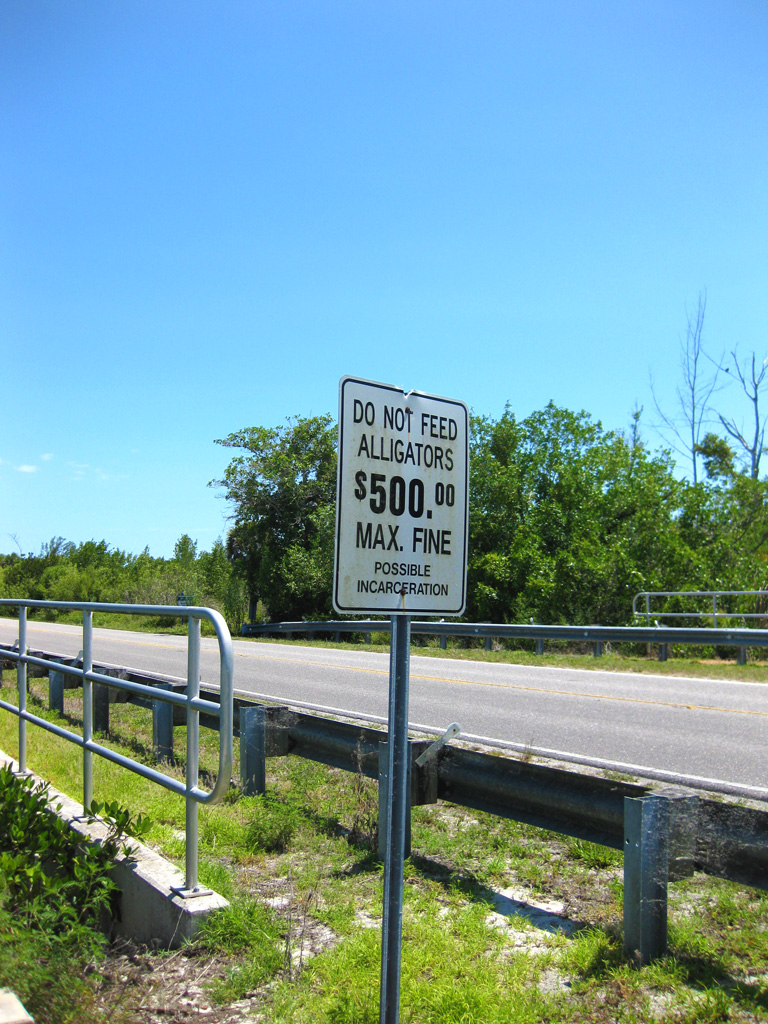 DO NOT FEED
ALLIGATORS
$500.00
MAX. FINE
POSSIBLE
INCARCERATION